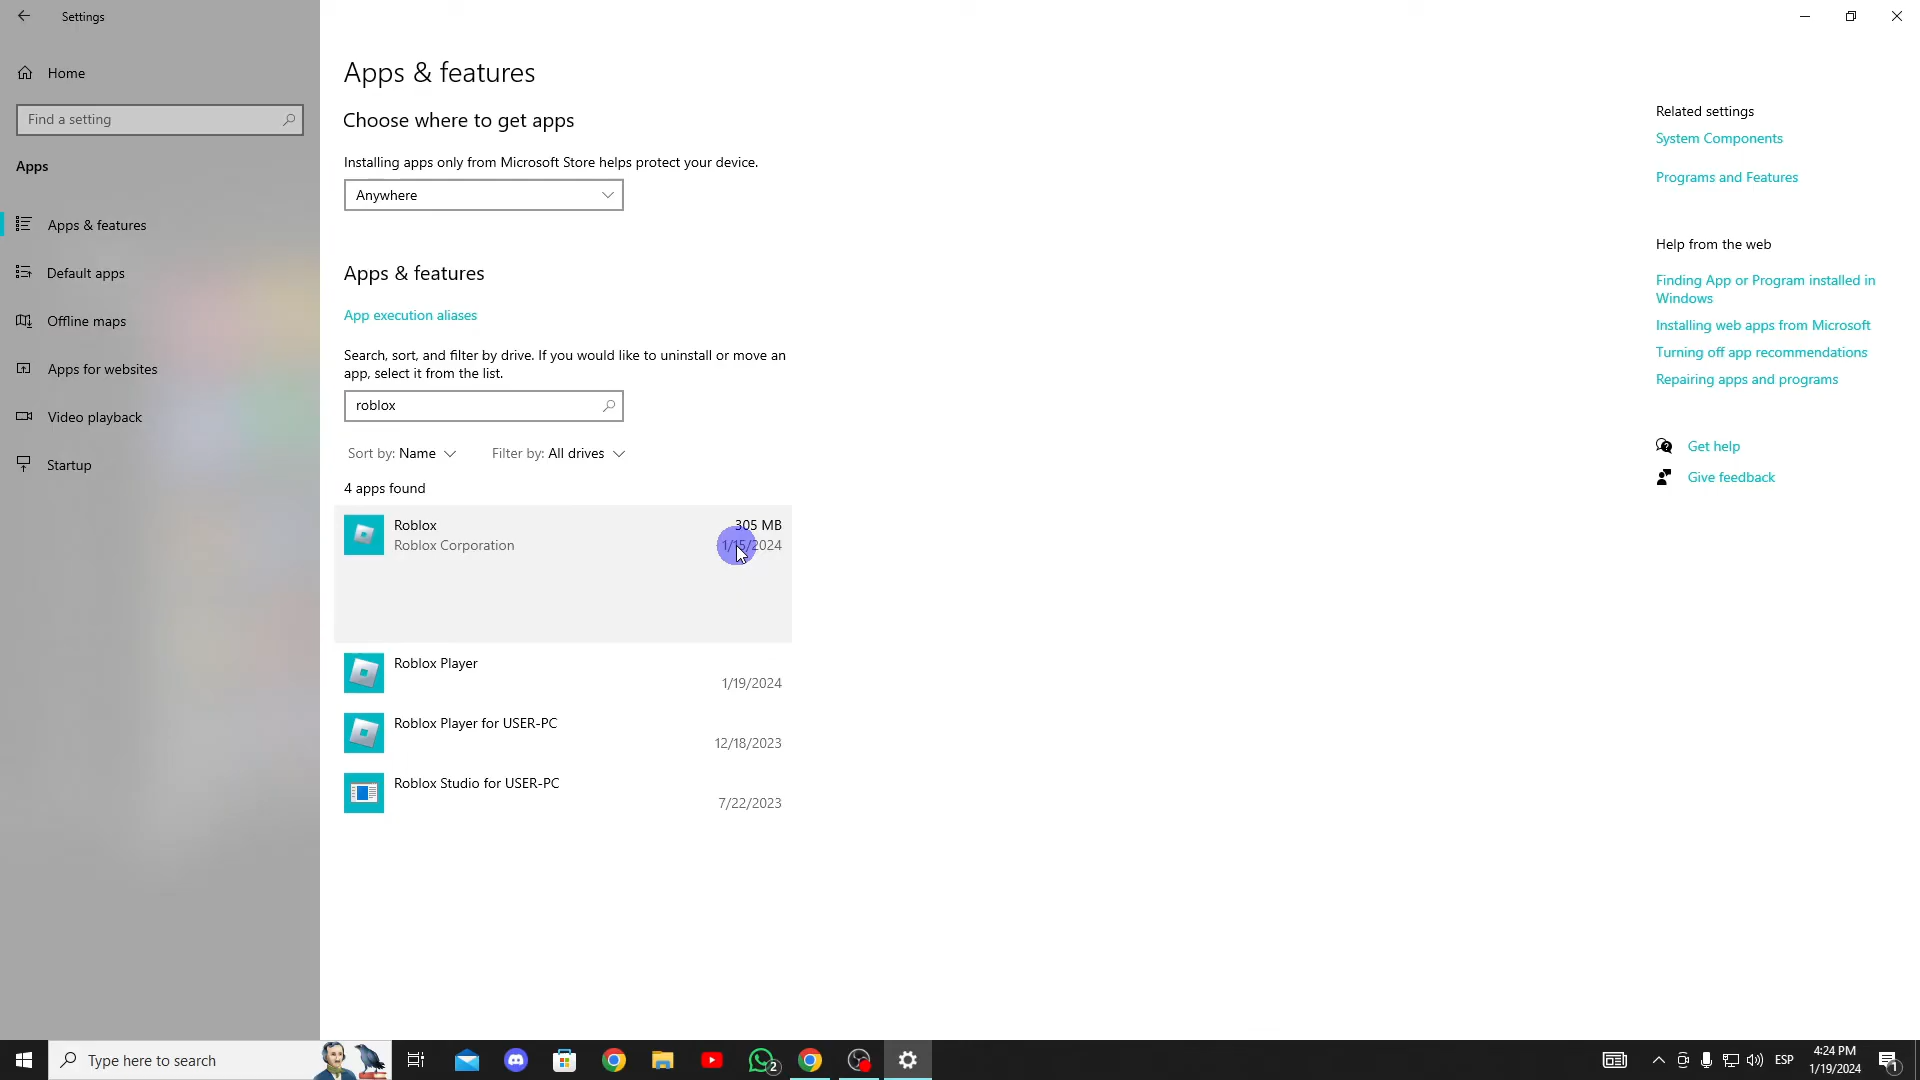 Settings
Home
Find a setting
Apps
Apps & features
Default apps
Offline maps
Apps for websites
Video playback
Startup
Apps & features
Choose where to get apps
Installing apps only from Microsoft Store helps protect your device.
Anywhere
Apps & features
App execution aliases
Search, sort, and filter by drive. If you would like to uninstall or move an
app, select it from the list.
roblox
Sort by: Name
Filter by: All drives
4 apps found
Roblox
305 MB
Roblox Corporation
1/15/2024
Roblox Player
1/19/2024
Roblox Player for USER-PC
12/18/2023
Roblox Studio for USER-PC
7/22/2023
Related settings
System Components
Programs and Features
Help from the web
Finding App or Program installed in
Windows
Installing web apps from Microsoft
Turning off app recommendations
Repairing apps and programs
Get help
Give feedback
Type here to search
2
ESP
4:24 PM
1/19/2024
1